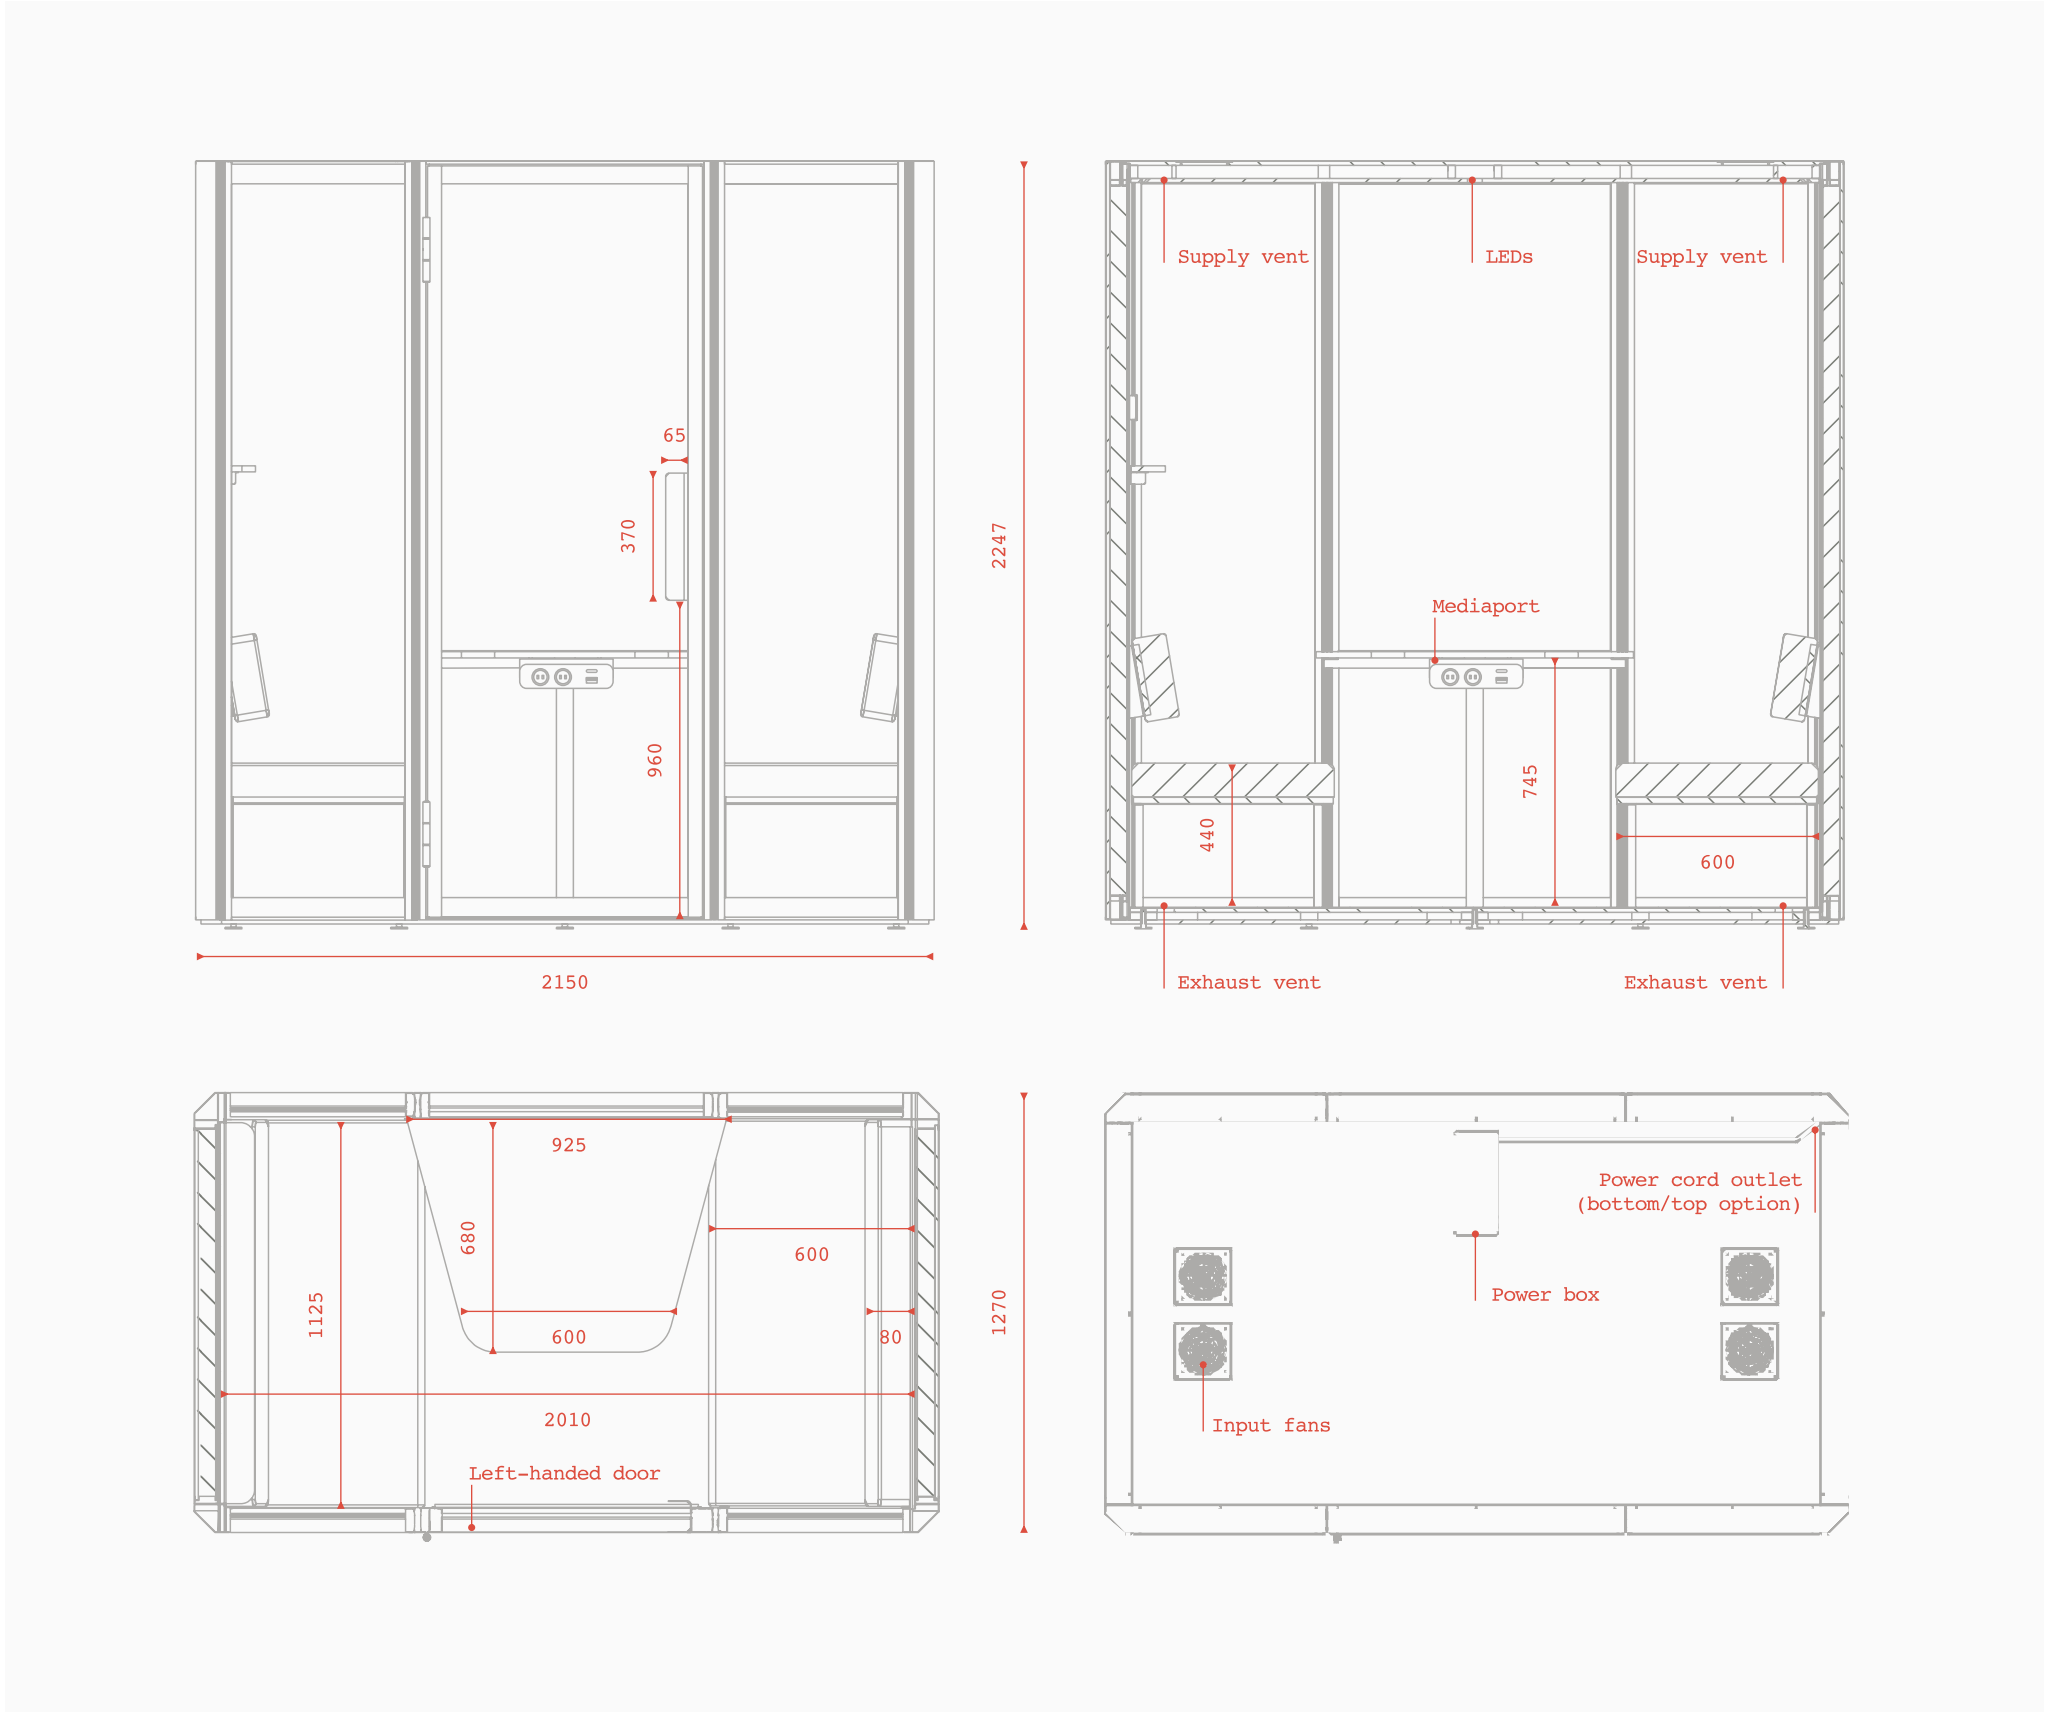 65
370
960
2150
2247
Supply vent
LEDs
Supply vent
Mediaport
440
745
600
Exhaust vent
Exhaust vent
925
680
1125
600
600
80
2010
Left-handed door
1270
Power cord outlet
(bottom/top option)
Power box
Input fans